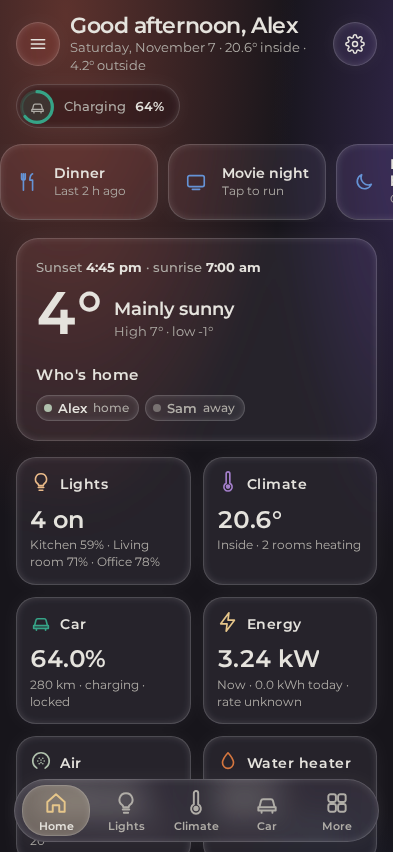 Good afternoon, Alex
Saturday, November 7 · 20.6° inside ·
4.2° outside
Charging 64%
Dinner
Last 2 h ago
Movie night
Tap to run
Sunset 4:45 pm · sunrise 7:00 am
4°
Mainly sunny
High 7° · low -1°
Who's home
Alex home
Sam away
Lights
4 on
Kitchen 59% · Living
room 71% · Office 78%
Climate
20.6°
Inside · 2 rooms heating
Car
64.0%
280 km · charging ·
locked
Energy
3.24 kW
Now · 0.0 kWh today ·
rate unknown
Air
Water heater
Home
Lights
Climate
Car
More